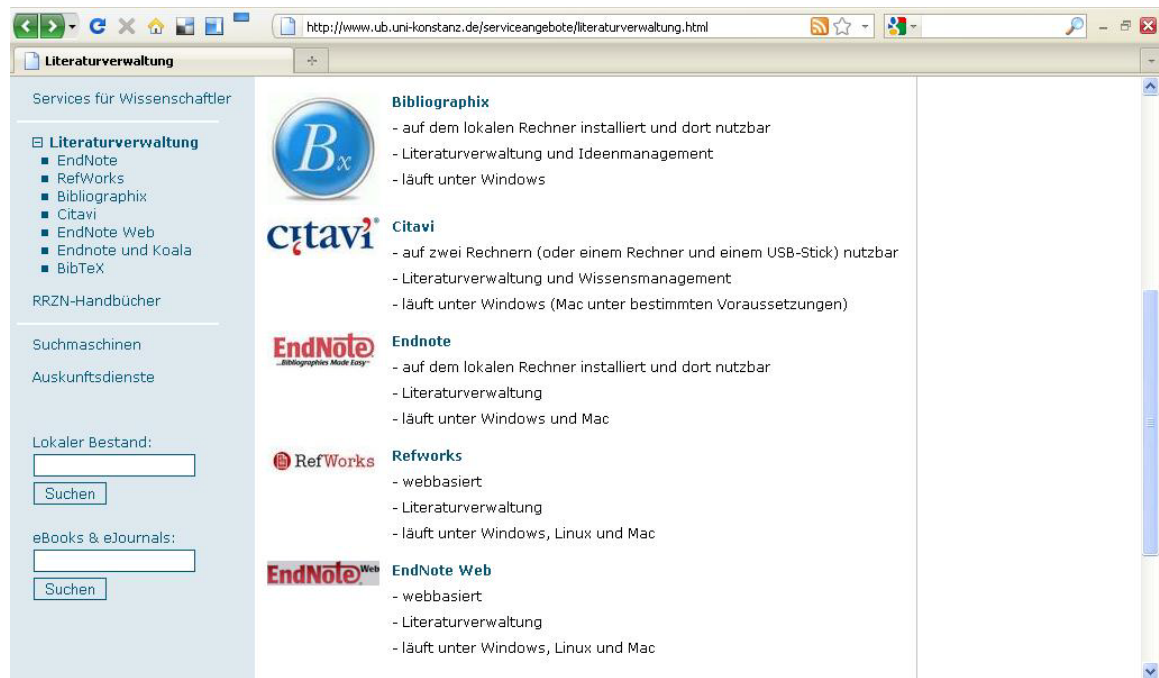 http://www.ub.uni-konstanz.de/serviceangebote/literaturverwaltung.html
Literaturverwaltung
Services für Wissenschaftler
Literaturverwaltung
EndNote
RefWorks
Bibliographix
Citavi
EndNote Web
Endnote und Koala
BibTeX
RRZN-Handbücher
Suchmaschinen
Auskunftsdienste
Lokaler Bestand:
Suchen
eBooks & eJournals:
Suchen
Bx
Bibliographix
- auf dem lokalen Rechner installiert und dort nutzbar
- Literaturverwaltung und Ideenmanagement
- läuft unter Windows
citavi®
Citavi
- auf zwei Rechnern (oder einem Rechner und einem USB-Stick) nutzbar
- Literaturverwaltung und Wissensmanagement
- läuft unter Windows (Mac unter bestimmten Voraussetzungen)
EndNote
...Bibliographies Made Easy™
Endnote
- auf dem lokalen Rechner installiert und dort nutzbar
- Literaturverwaltung
- läuft unter Windows und Mac
RefWorks
Refworks
- webbasiert
- Literaturverwaltung
- läuft unter Windows, Linux und Mac
EndNote Web
EndNote Web
- webbasiert
- Literaturverwaltung
- läuft unter Windows, Linux und Mac